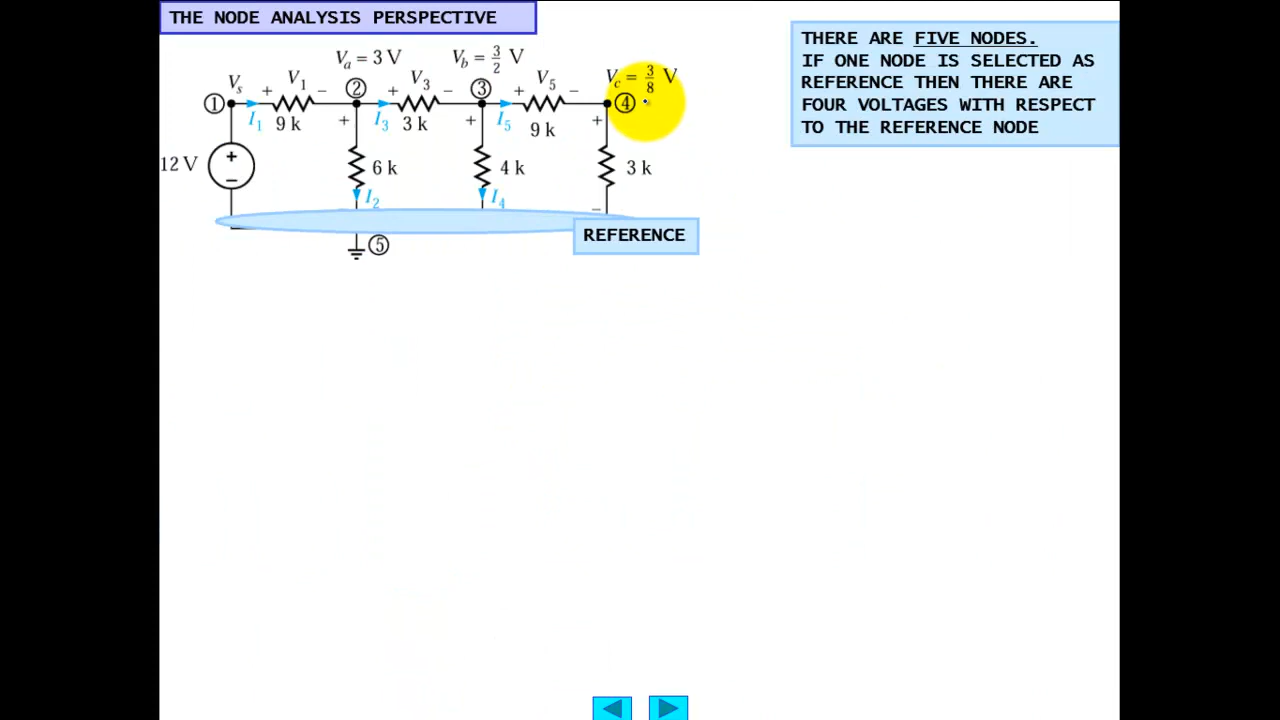 THE NODE ANALYSIS PERSPECTIVE
THERE ARE FIVE NODES.
IF ONE NODE IS SELECTED AS
REFERENCE THEN THERE ARE
FOUR VOLTAGES WITH RESPECT
TO THE REFERENCE NODE
Va = 3 V
Vb = 3/2 V
Vc = 3/8 V
Vs
+ V1 −
+ V3 −
+ V5 −
①
②
③
④
I1
9 k
I3
3 k
I5
9 k
+
+
+
12 V
+
−
6 k
4 k
3 k
I2
I4
−
REFERENCE
⑤